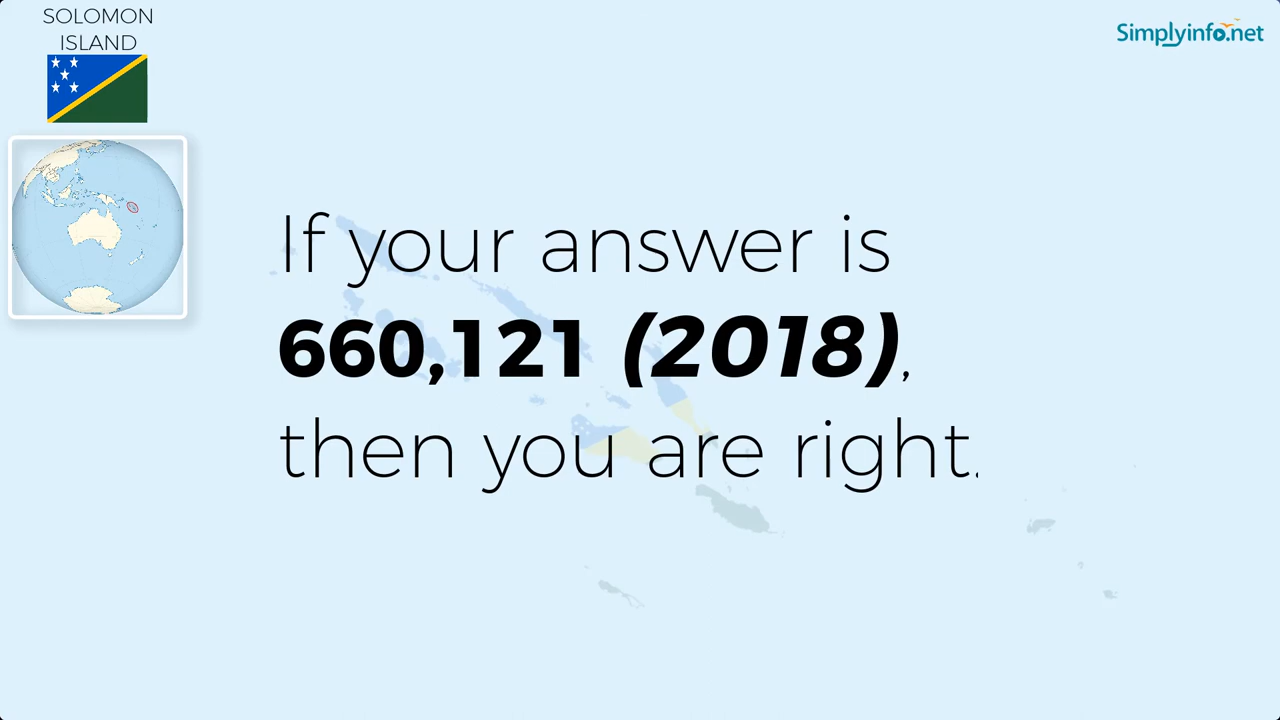 SOLOMON
ISLAND
Simplyinfo.net
If your answer is
660,121 (2018),
then you are right.